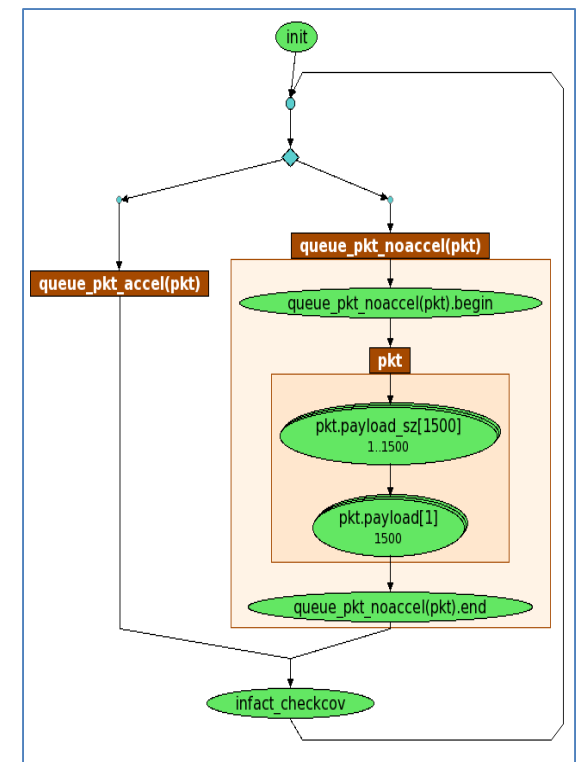 init
queue_pkt_noaccel(pkt)
queue_pkt_accel(pkt)
queue_pkt_noaccel(pkt).begin
pkt
pkt.payload_sz[1500]
1..1500
pkt.payload[1]
1500
queue_pkt_noaccel(pkt).end
infact_checkcov